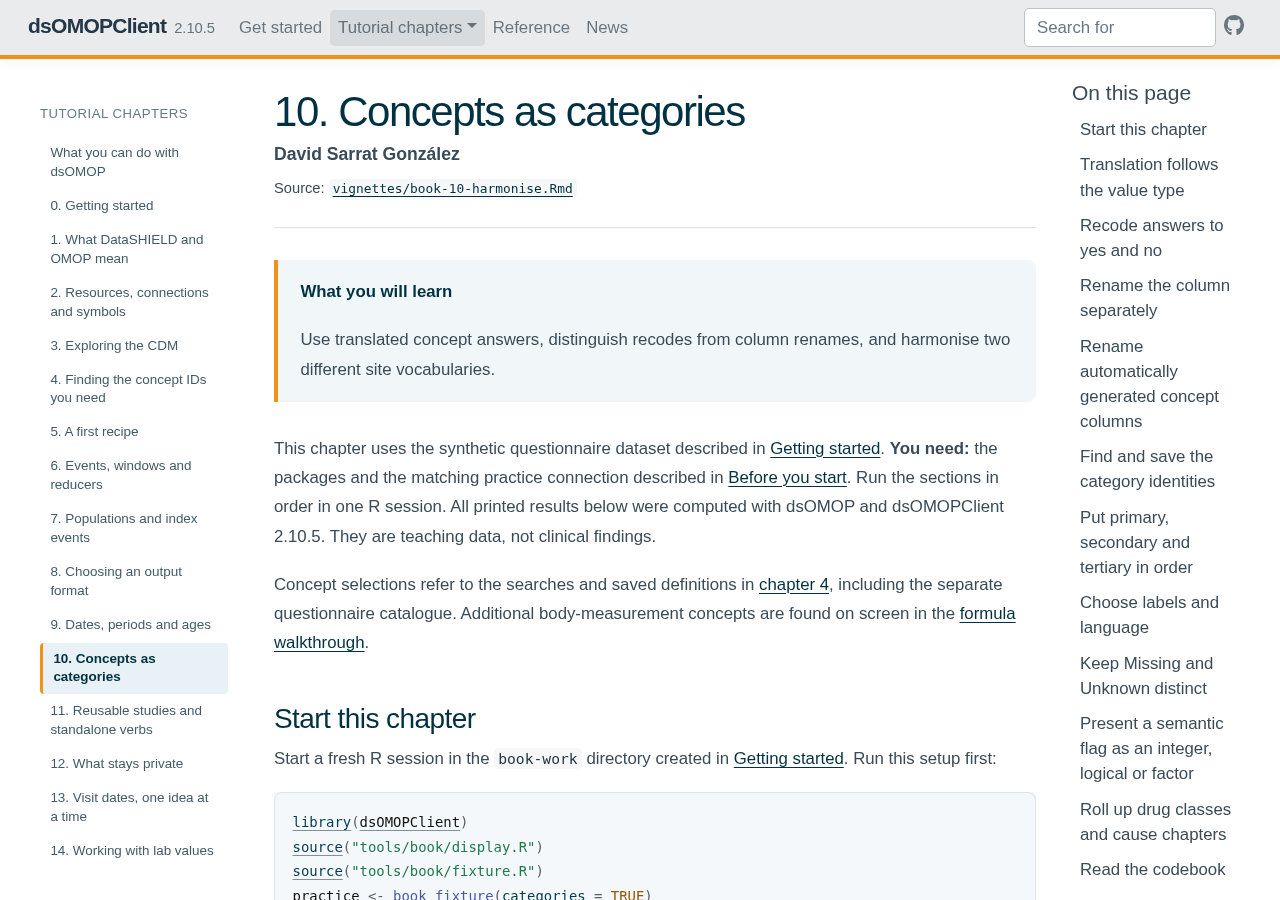 dsOMOPClient 2.10.5 Get started Tutorial chapters Reference News Search for
TUTORIAL CHAPTERS
What you can do with
dsOMOP
0. Getting started
1. What DataSHIELD and
OMOP mean
2. Resources, connections
and symbols
3. Exploring the CDM
4. Finding the concept IDs
you need
5. A first recipe
6. Events, windows and
reducers
7. Populations and index
events
8. Choosing an output
format
9. Dates, periods and ages
10. Concepts as
categories
11. Reusable studies and
standalone verbs
12. What stays private
13. Visit dates, one idea at
a time
14. Working with lab values
10. Concepts as categories
David Sarrat González
Source: vignettes/book-10-harmonise.Rmd
What you will learn
Use translated concept answers, distinguish recodes from column renames, and harmonise two
different site vocabularies.
This chapter uses the synthetic questionnaire dataset described in Getting started. You need: the
packages and the matching practice connection described in Before you start. Run the sections in
order in one R session. All printed results below were computed with dsOMOP and dsOMOPClient
2.10.5. They are teaching data, not clinical findings.
Concept selections refer to the searches and saved definitions in chapter 4, including the separate
questionnaire catalogue. Additional body-measurement concepts are found on screen in the formula
walkthrough.
Start this chapter
Start a fresh R session in the book-work directory created in Getting started. Run this setup first:
library(dsOMOPClient)
source("tools/book/display.R")
source("tools/book/fixture.R")
practice <- book_fixture(categories = TRUE)
On this page
Start this chapter
Translation follows
the value type
Recode answers to
yes and no
Rename the column
separately
Rename
automatically
generated concept
columns
Find and save the
category identities
Put primary,
secondary and
tertiary in order
Choose labels and
language
Keep Missing and
Unknown distinct
Present a semantic
flag as an integer,
logical or factor
Roll up drug classes
and cause chapters
Read the codebook